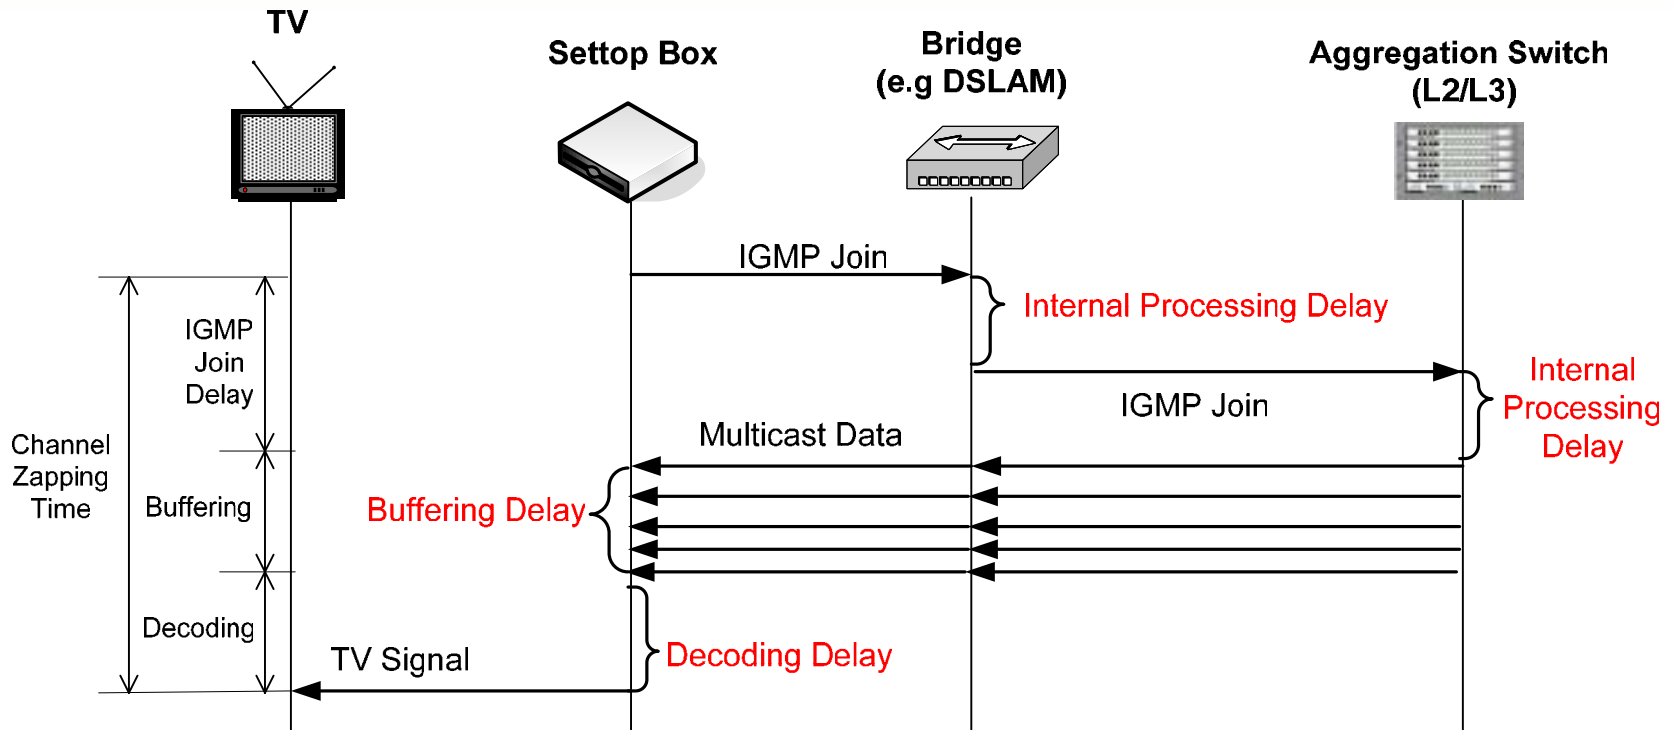 TV
Settop Box
Bridge
(e.g DSLAM)
Aggregation Switch
(L2/L3)
IGMP Join
Internal Processing Delay
IGMP
Join
Delay
Internal
Processing
Delay
IGMP Join
Channel
Zapping
Time
Multicast Data
Buffering
Buffering Delay
Decoding
TV Signal
Decoding Delay